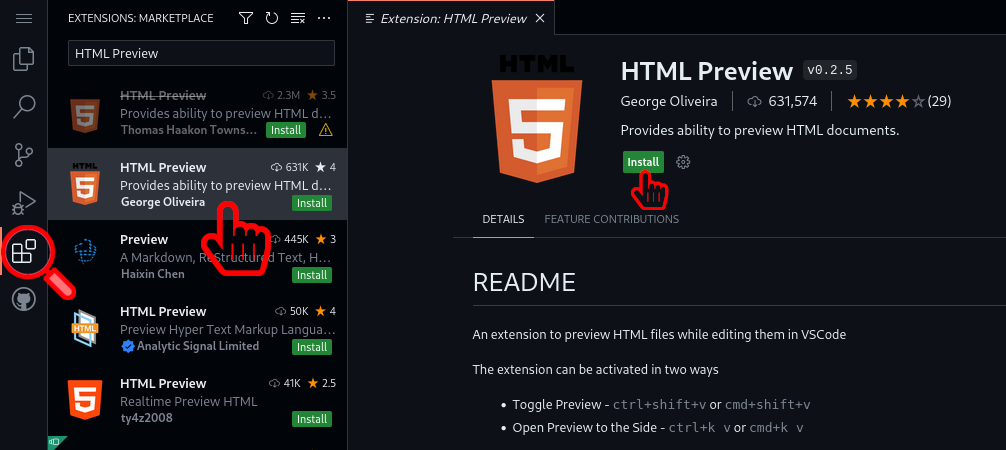 EXTENSIONS: MARKETPLACE
HTML Preview
HTML Preview 2.3M ★ 3.5
Provides ability to preview HTML d...
Thomas Haakon Towns... Install
HTML
HTML Preview 631K ★ 4
Provides ability to preview HTML d...
George Oliveira Install
Preview 445K ★ 3
A Markdown, ReStructured Text, H...
Haixin Chen Install
HTML
HTML Preview 50K ★ 4
Preview Hyper Text Markup Langua...
Analytic Signal Limited Install
HTML Preview 41K ★ 2.5
Realtime Preview HTML
ty4z2008 Install
Extension: HTML Preview
HTML
5
HTML Preview v0.2.5
George Oliveira 631,574 ★★★★☆ (29)
Provides ability to preview HTML documents.
Install
DETAILS FEATURE CONTRIBUTIONS
README
An extension to preview HTML files while editing them in VSCode
The extension can be activated in two ways
• Toggle Preview - ctrl+shift+v or cmd+shift+v
• Open Preview to the Side - ctrl+k v or cmd+k v